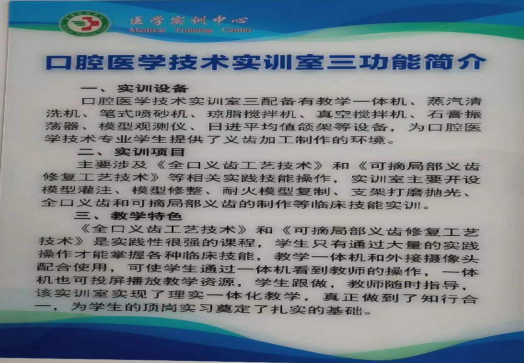 医学实训中心
Medical Training Center
口腔医学技术实训室三功能简介
一、实训设备
口腔医学技术实训室三配备有教学一体机、蒸汽清
洗机、笔式喷砂机、琼脂搅拌机、真空搅拌机、石膏振
荡器、模型观测仪、日进平均值颌架等设备，为口腔医
学技术专业学生提供了义齿加工制作的环境。
二、实训项目
主要涉及《全口义齿工艺技术》和《可摘局部义齿
修复工艺技术》等相关实践技能操作，实训室主要开设
模型灌注、模型修整、耐火模型复制、支架打磨抛光、
全口义齿和可摘局部义齿的制作等临床技能实训。
三、教学特色
《全口义齿工艺技术》和《可摘局部义齿修复工艺
技术》是实践性很强的课程，学生只有通过大量的实践
操作才能掌握各种临床技能，教学一体机和外接摄像头
配合使用，可使学生通过一体机看到教师的操作，一体
机也可投屏播放教学资源，学生跟做，教师随时指导，
该实训室实现了理实一体化教学，真正做到了知行合
一，为学生的顶岗实习奠定了扎实的基础。